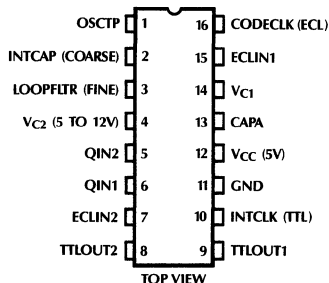 OSCTP 1 16 CODECLK (ECL)
INTCAP (COARSE) 2 15 ECLIN1
LOOPFLTR (FINE) 3 14 VC1
VC2 (5 TO 12V) 4 13 CAPA
QIN2 5 12 VCC (5V)
QIN1 6 11 GND
ECLIN2 7 10 INTCLK (TTL)
TTLOUT2 8 9 TTLOUT1
TOP VIEW